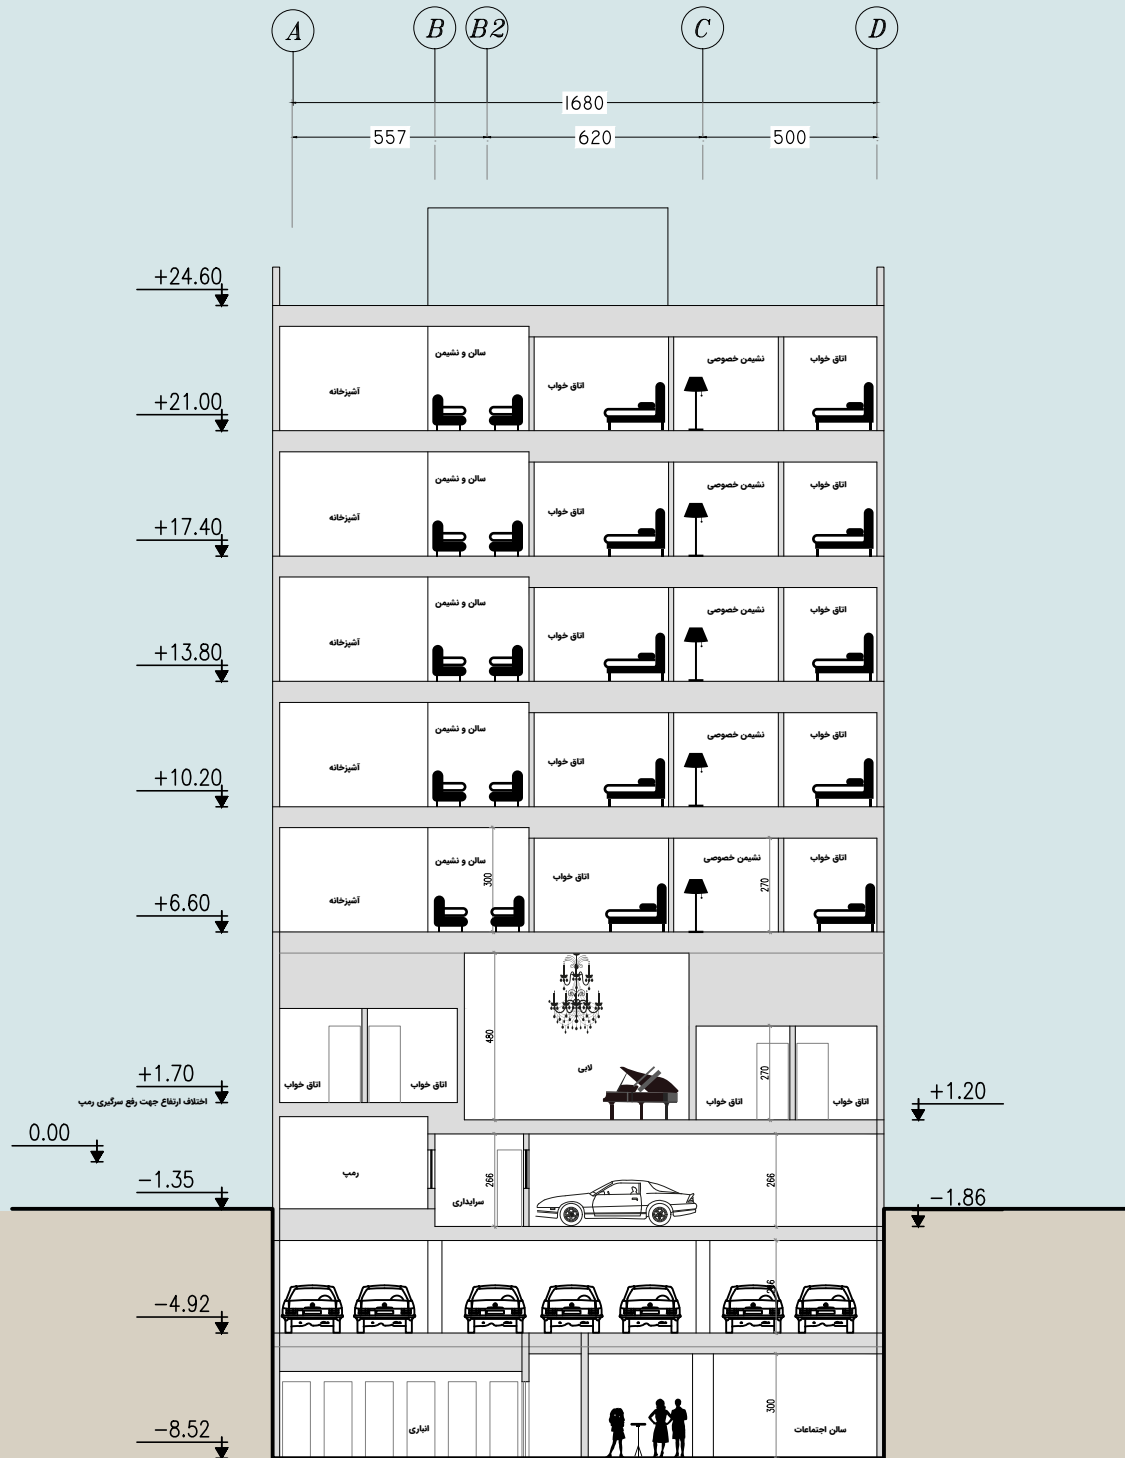 A B B2 C D
1680
557 620 500
+24.60
سالن و نشیمن
نشیمن خصوصی
اتاق خواب
اتاق خواب
آشپزخانه
+21.00
سالن و نشیمن
نشیمن خصوصی
اتاق خواب
اتاق خواب
آشپزخانه
+17.40
سالن و نشیمن
نشیمن خصوصی
اتاق خواب
اتاق خواب
آشپزخانه
+13.80
سالن و نشیمن
نشیمن خصوصی
اتاق خواب
اتاق خواب
آشپزخانه
+10.20
سالن و نشیمن
نشیمن خصوصی
اتاق خواب
اتاق خواب
300
270
آشپزخانه
+6.60
480
لابی
+1.70
270
اتاق خواب
اتاق خواب
اتاق خواب
اتاق خواب
+1.20
اختلاف ارتفاع جهت رفع سرگیری رمپ
0.00
رمپ
-1.35
266
266
سرایداری
-1.86
266
-4.92
300
انباری
سالن اجتماعات
-8.52